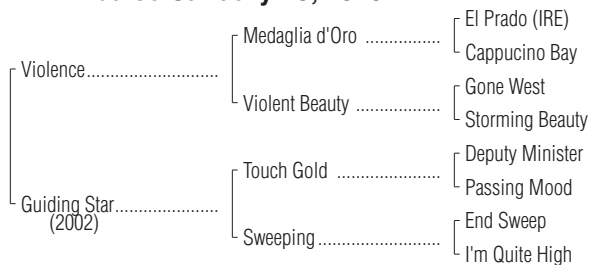 El Prado (IRE)
Medaglia d'Oro ..................
Cappucino Bay
Violence................................
Gone West
Violent Beauty ....................
Storming Beauty
Deputy Minister
Touch Gold .........................
Passing Mood
Guiding Star.........................
(2002)
End Sweep
Sweeping.............................
I'm Quite High